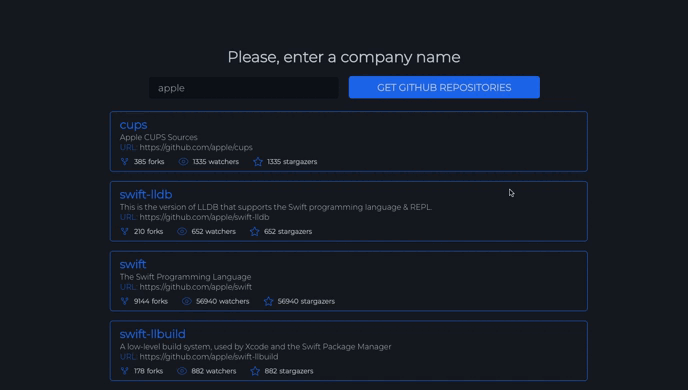 Please, enter a company name
apple
GET GITHUB REPOSITORIES
cups
Apple CUPS Sources
URL: https://github.com/apple/cups
385 forks 1335 watchers 1335 stargazers
swift-lldb
This is the version of LLDB that supports the Swift programming language & REPL.
URL: https://github.com/apple/swift-lldb
210 forks 652 watchers 652 stargazers
swift
The Swift Programming Language
URL: https://github.com/apple/swift
9144 forks 56940 watchers 56940 stargazers
swift-llbuild
A low-level build system, used by Xcode and the Swift Package Manager
URL: https://github.com/apple/swift-llbuild
178 forks 882 watchers 882 stargazers